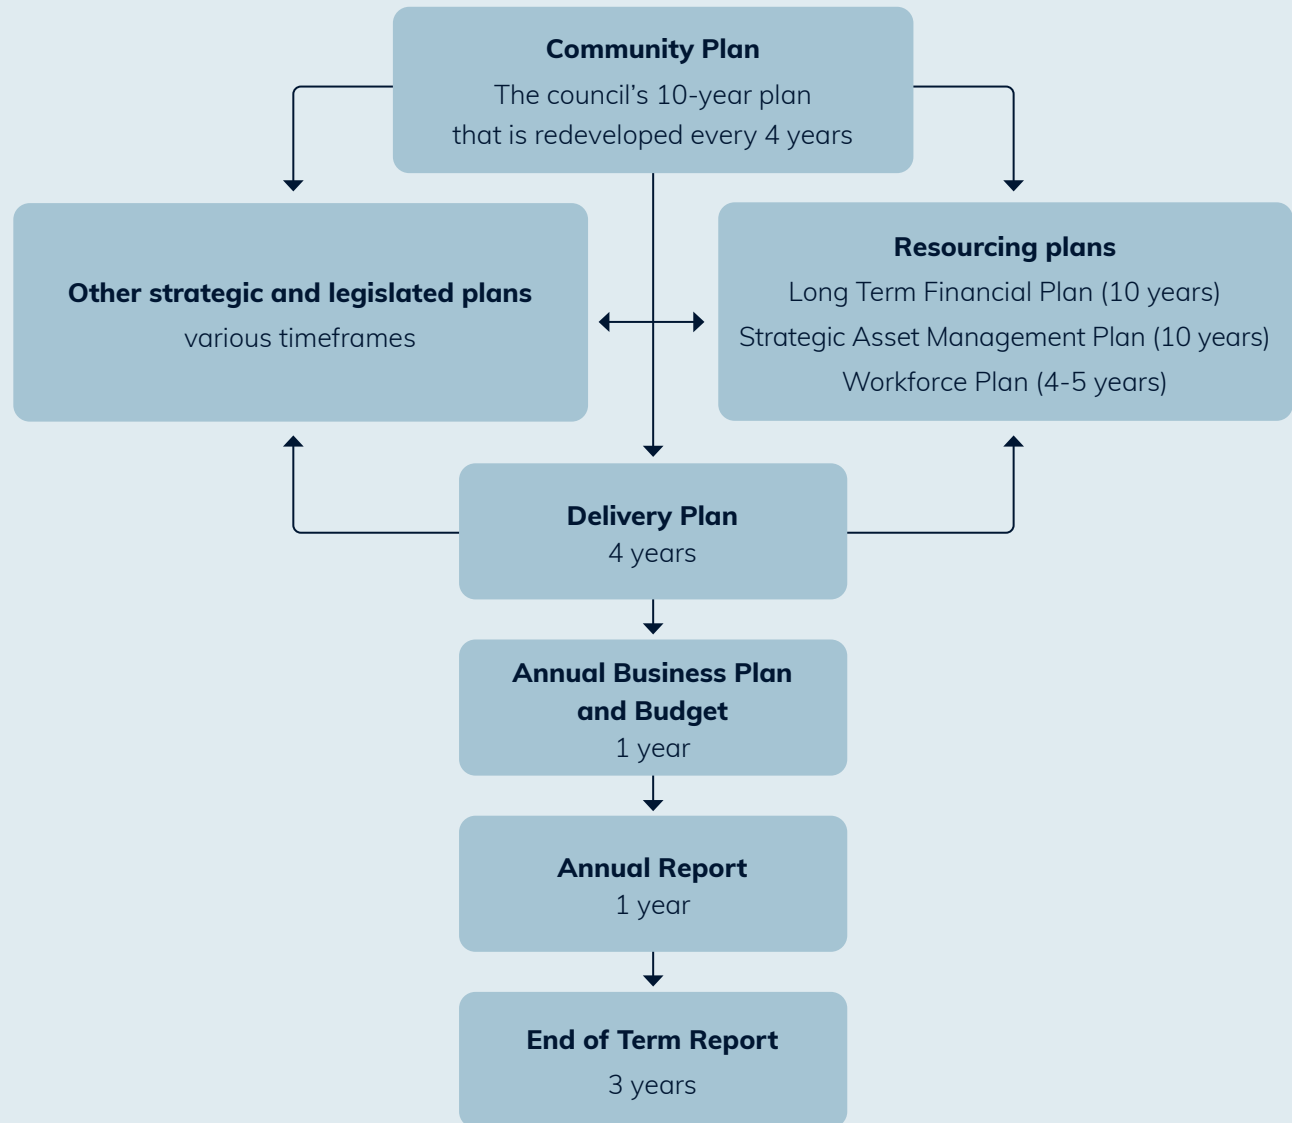 Community Plan
The council’s 10-year plan
that is redeveloped every 4 years
Other strategic and legislated plans
various timeframes
Resourcing plans
Long Term Financial Plan (10 years)
Strategic Asset Management Plan (10 years)
Workforce Plan (4-5 years)
Delivery Plan
4 years
Annual Business Plan
and Budget
1 year
Annual Report
1 year
End of Term Report
3 years